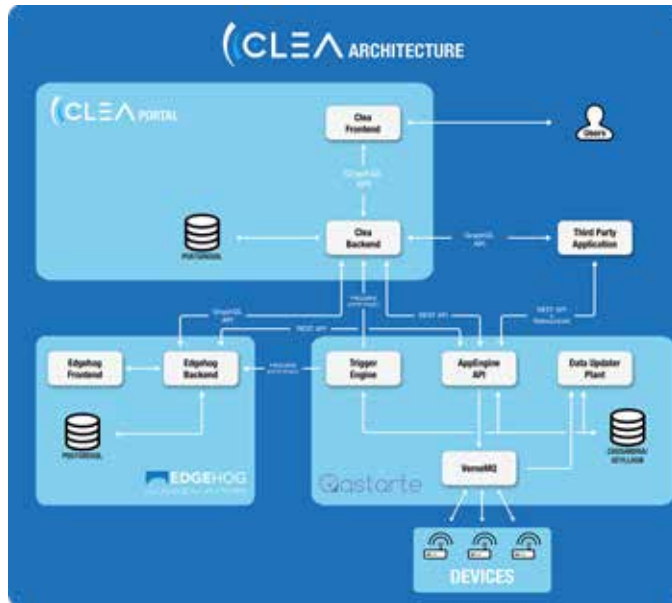 CLEA ARCHITECTURE
CLEA PORTAL
Clea
Frontend
Users
GraphQL
API
POSTGRESQL
Clea
Backend
GraphQL
API
Third Party
Application
GraphQL
API
REST API
REST API
REST API
Edgehog
Frontend
Edgehog
Backend
Trigger
Engine
AppEngine
API
Data Updater
Plant
POSTGRESQL
CASSANDRA/
SCYLLADB
VerneMQ
EDGEHOG
astarte
DEVICES